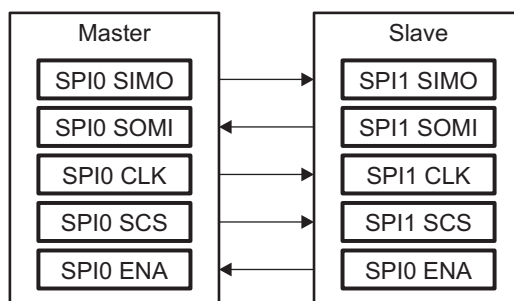 Master Slave
SPI0 SIMO SPI1 SIMO
SPI0 SOMI SPI1 SOMI
SPI0 CLK SPI1 CLK
SPI0 SCS SPI1 SCS
SPI0 ENA SPI0 ENA